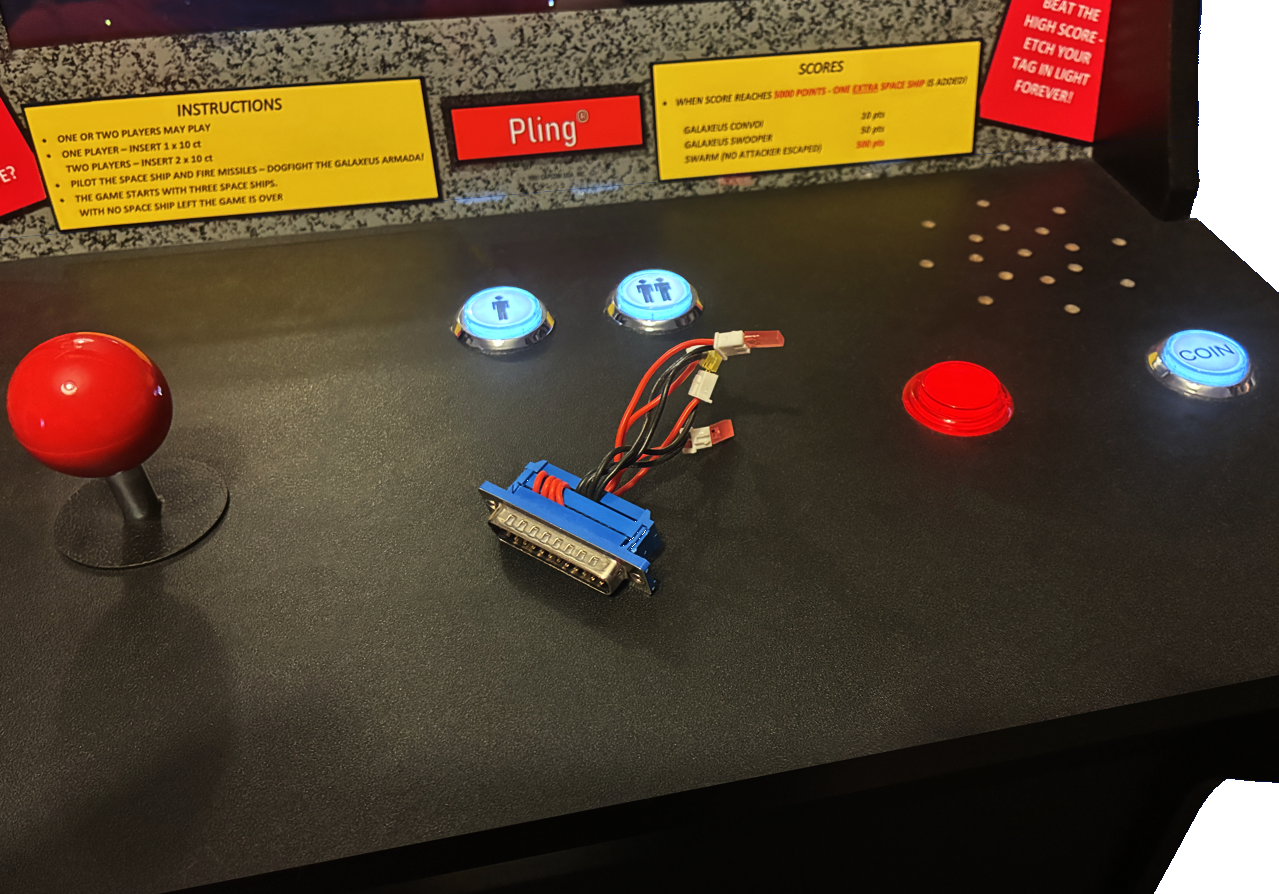 INSTRUCTIONS
• ONE OR TWO PLAYERS MAY PLAY
• ONE PLAYER – INSERT 1 x 10 ct
TWO PLAYERS – INSERT 2 x 10 ct
• PILOT THE SPACE SHIP AND FIRE MISSILES – DOGFIGHT THE GALAXEUS ARMADA!
• THE GAME STARTS WITH THREE SPACE SHIPS.
WITH NO SPACE SHIP LEFT THE GAME IS OVER
E?
Pling®
SCORES
• WHEN SCORE REACHES 5000 POINTS - ONE EXTRA SPACE SHIP IS ADDED!
GALAXEUS CONVOI 30 pts
GALAXEUS SWOOPER 50 pts
SWARM (NO ATTACKER ESCAPED) 500 pts
BEAT THE
HIGH SCORE -
ETCH YOUR
TAG IN LIGHT
FOREVER!
COIN